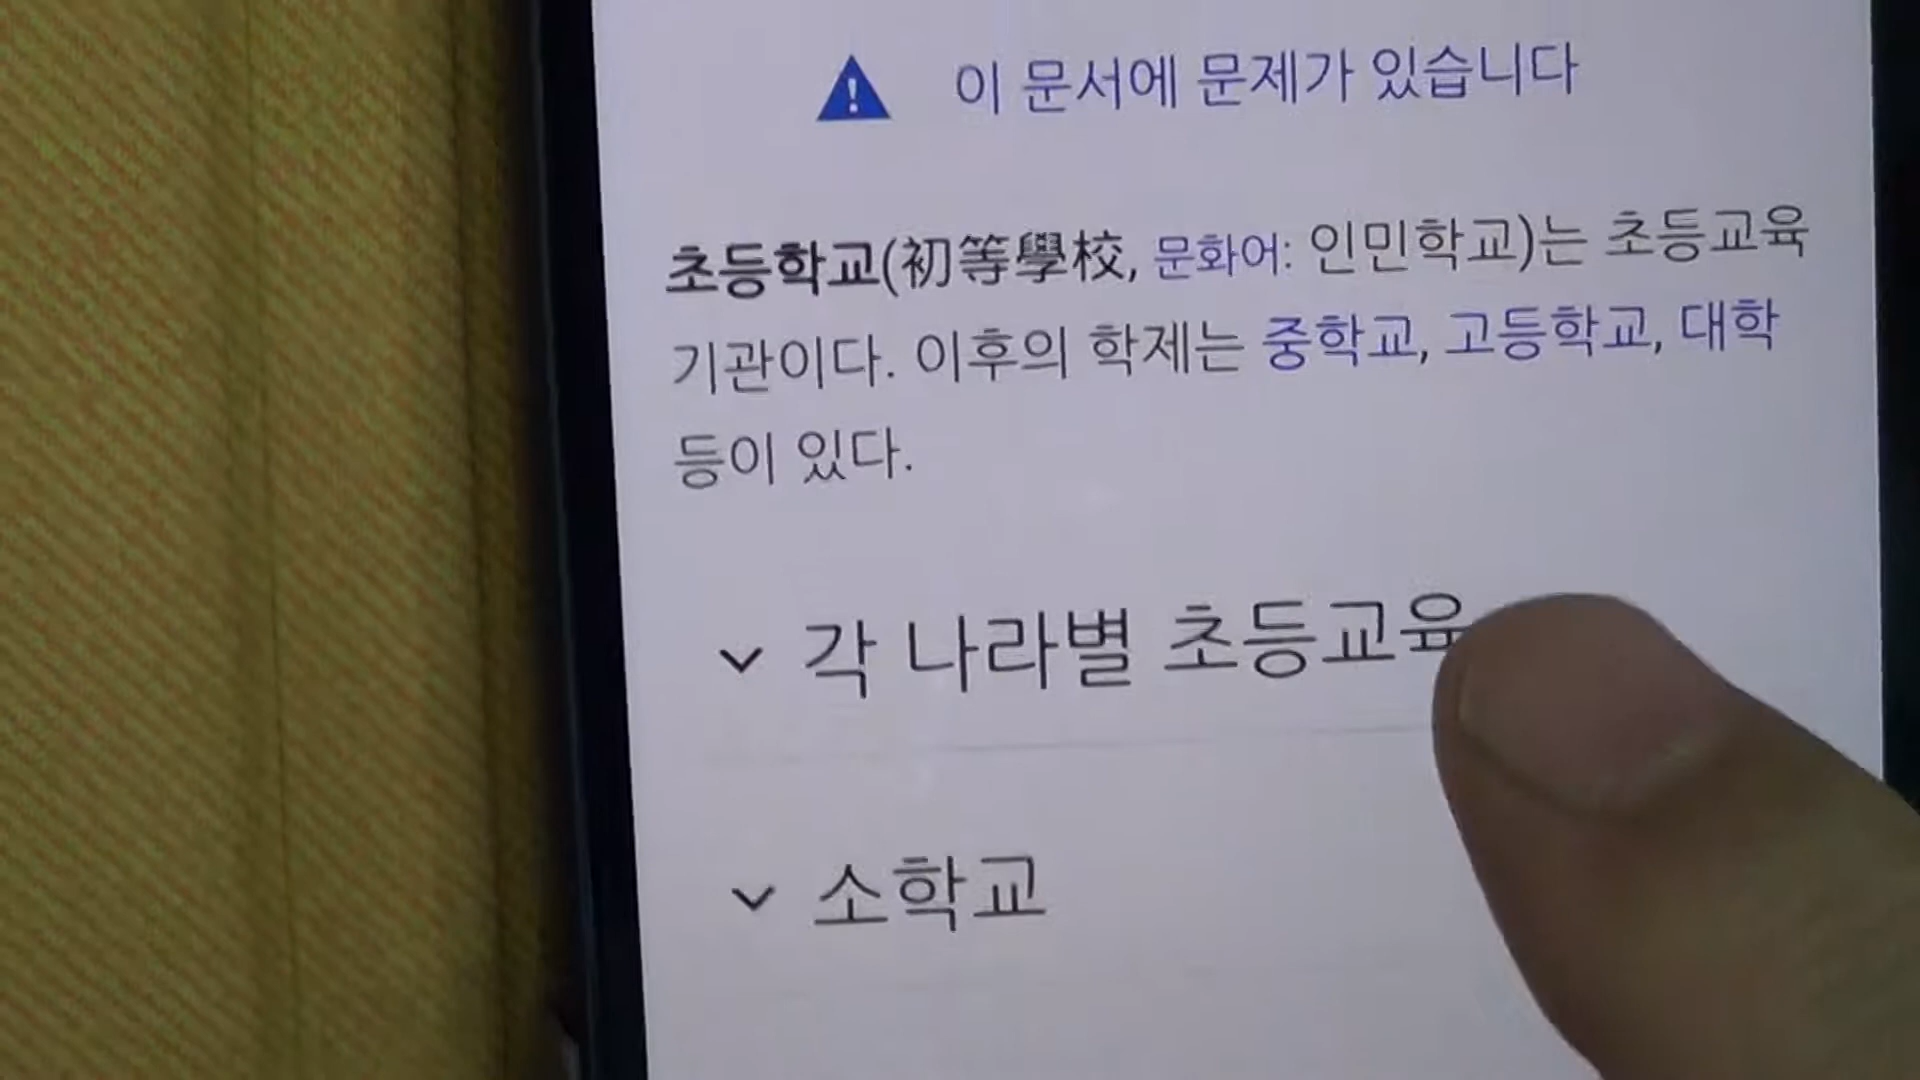 이 문서에 문제가 있습니다
초등학교(初等學校, 문화어: 인민학교)는 초등교육
기관이다. 이후의 학제는 중학교, 고등학교, 대학
등이 있다.
각 나라별 초등교육
소학교